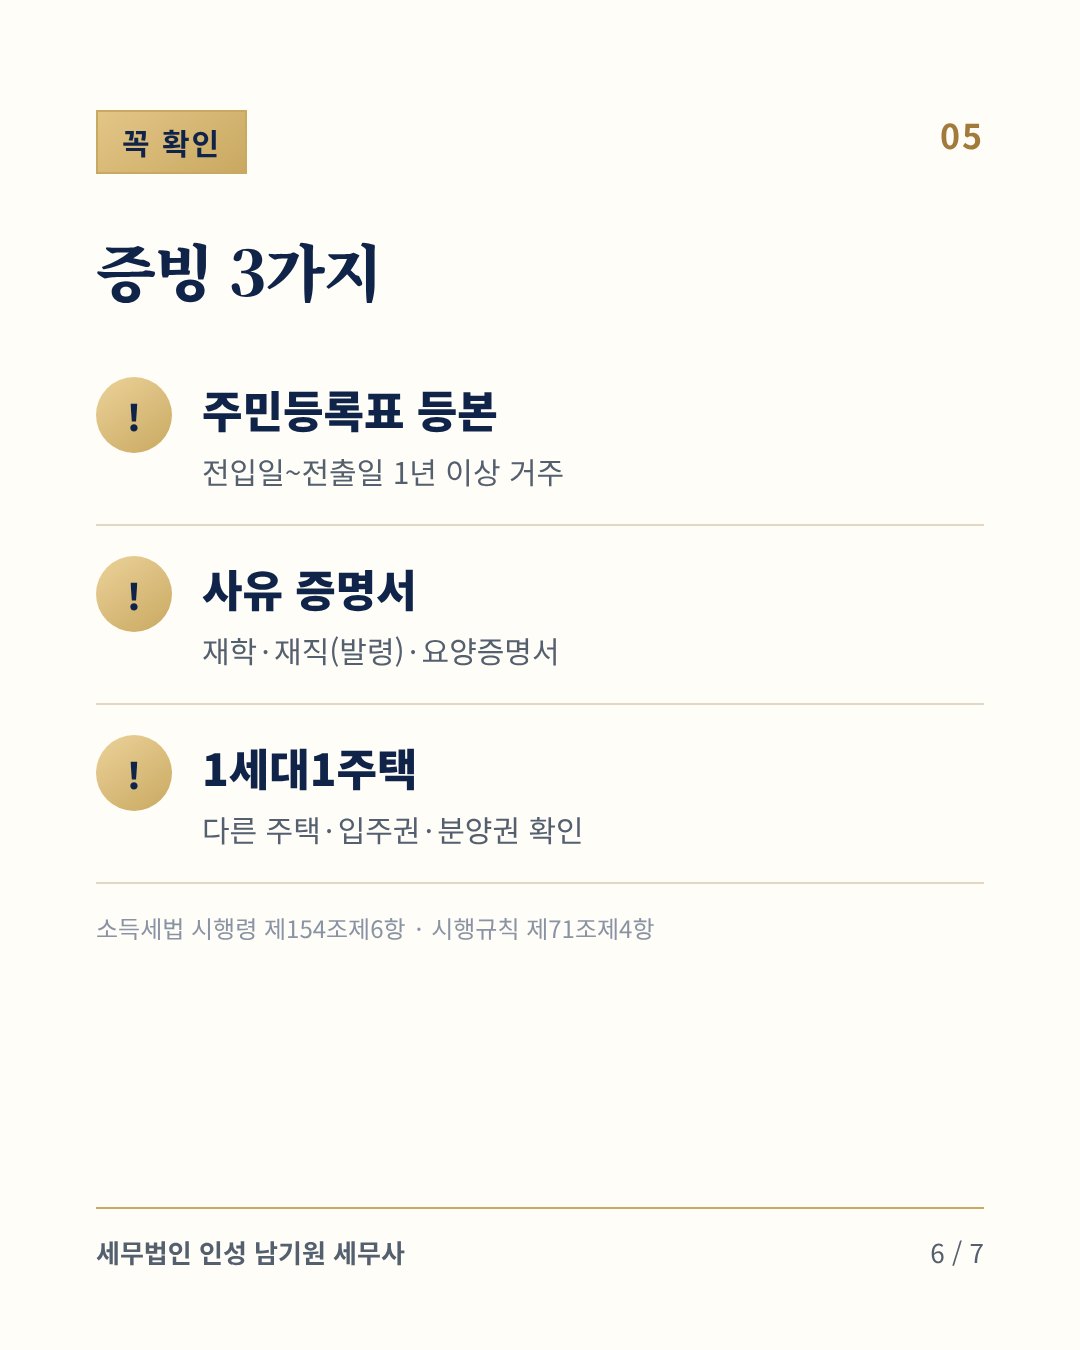 꼭 확인
05
증빙 3가지
!
주민등록표 등본
전입일~전출일 1년 이상 거주
!
사유 증명서
재학·재직(발령)·요양증명서
!
1세대1주택
다른 주택·입주권·분양권 확인
소득세법 시행령 제154조제6항 · 시행규칙 제71조제4항
세무법인 인성 남기원 세무사
6 / 7